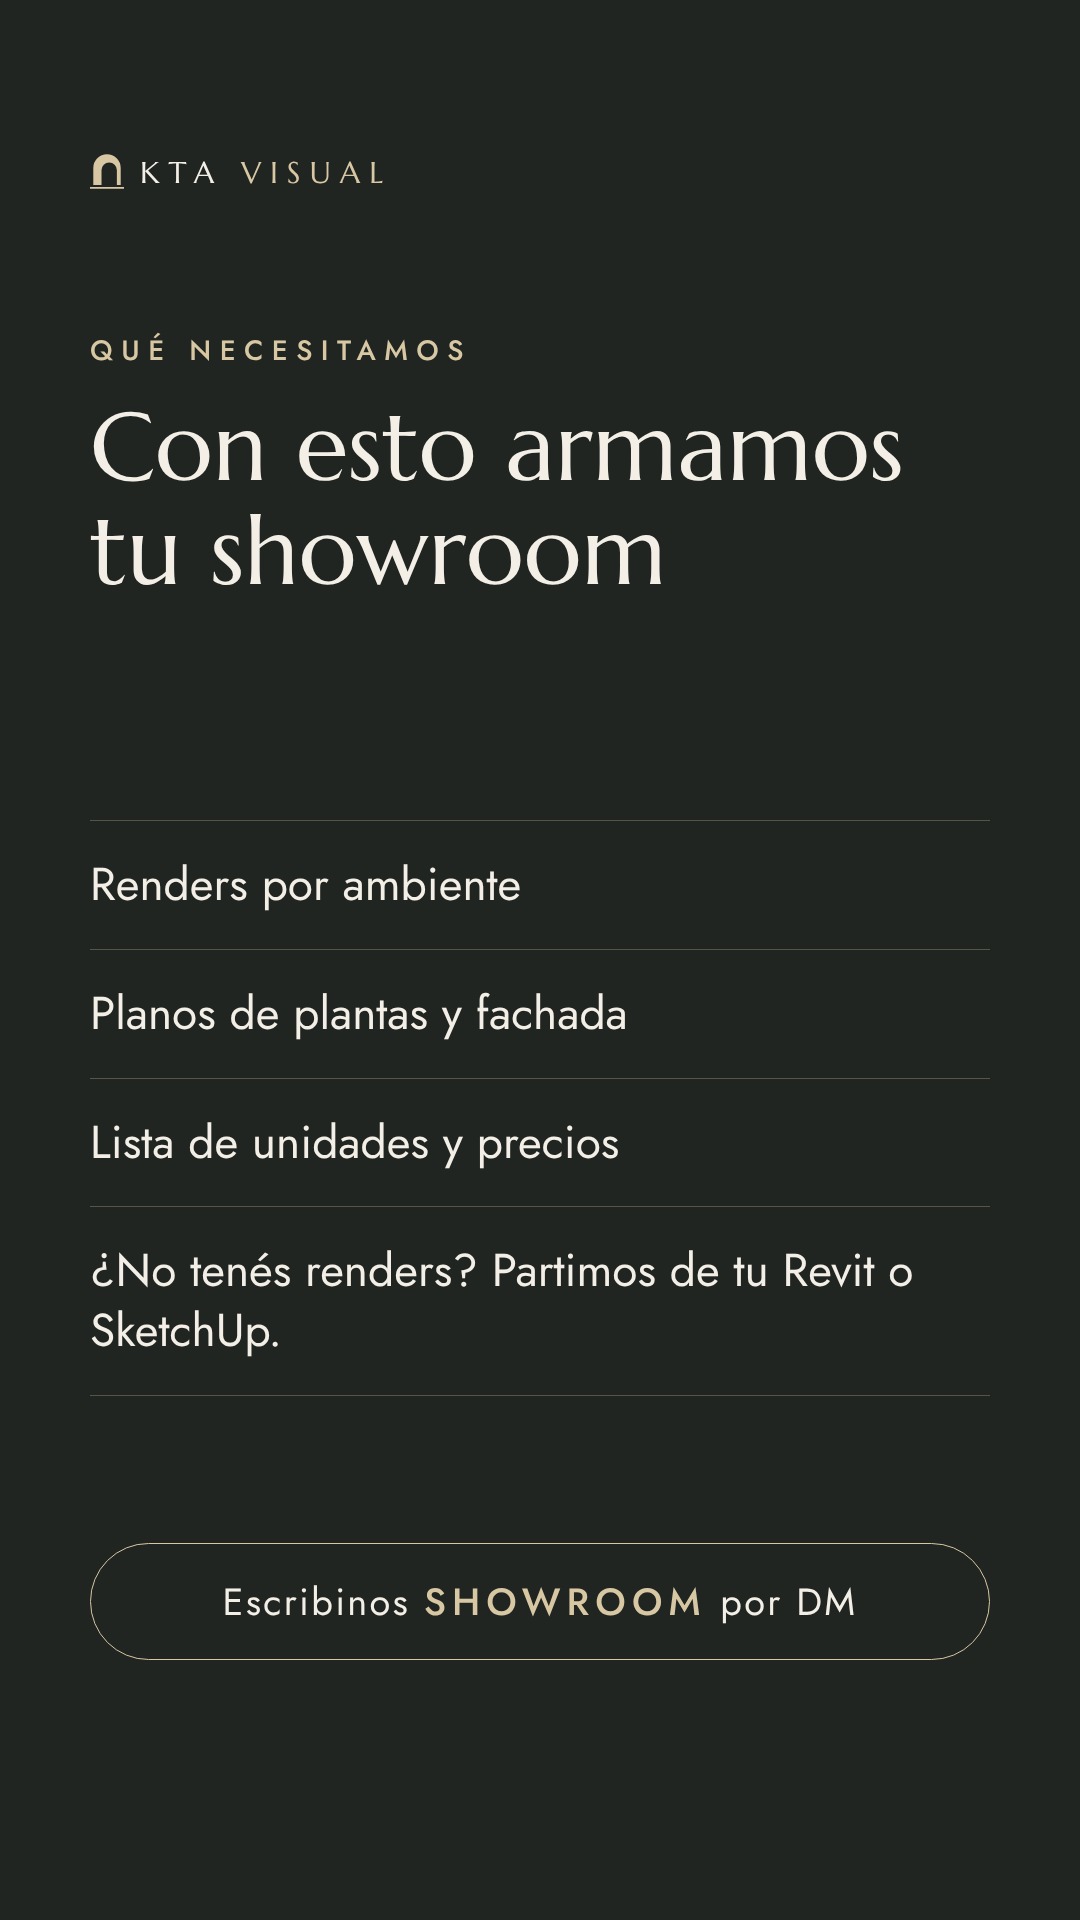 KTA VISUAL
QUÉ NECESITAMOS
Con esto armamos
tu showroom
Renders por ambiente
Planos de plantas y fachada
Lista de unidades y precios
¿No tenés renders? Partimos de tu Revit o
SketchUp.
Escribinos SHOWROOM por DM